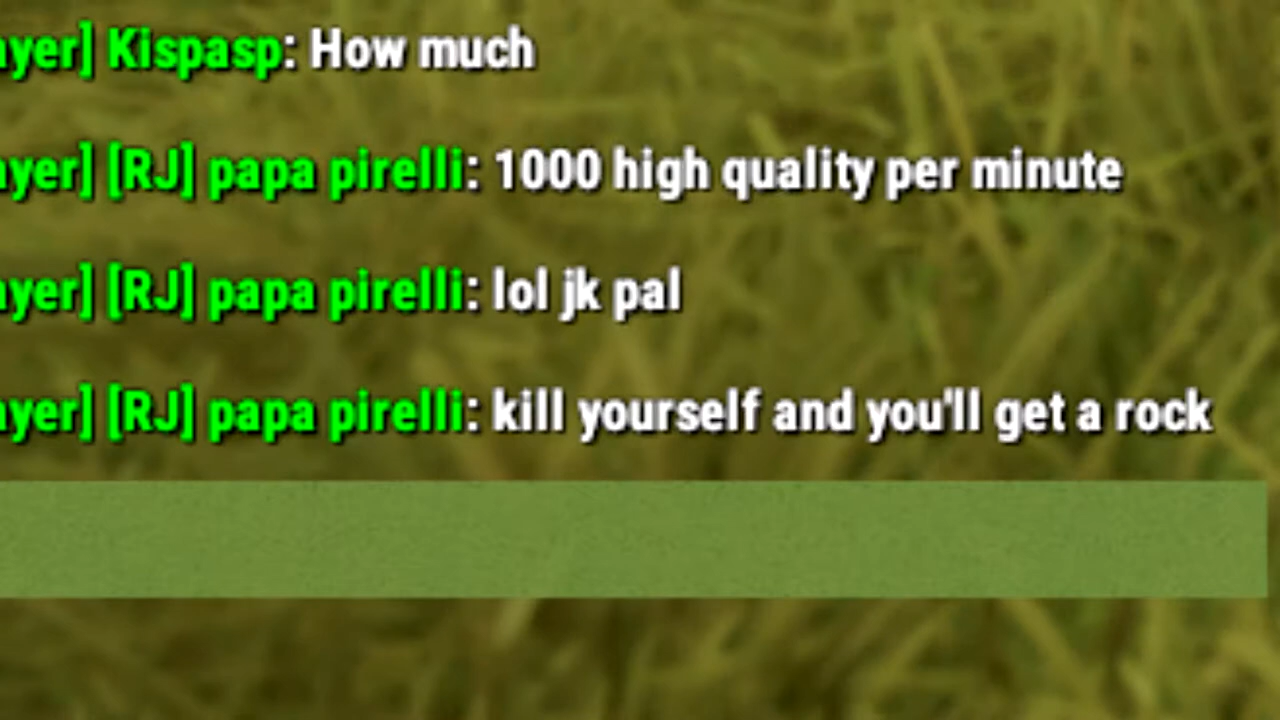 ayer] Kispasp: How much
ayer] [RJ] papa pirelli: 1000 high quality per minute
ayer] [RJ] papa pirelli: lol jk pal
ayer] [RJ] papa pirelli: kill yourself and you'll get a rock